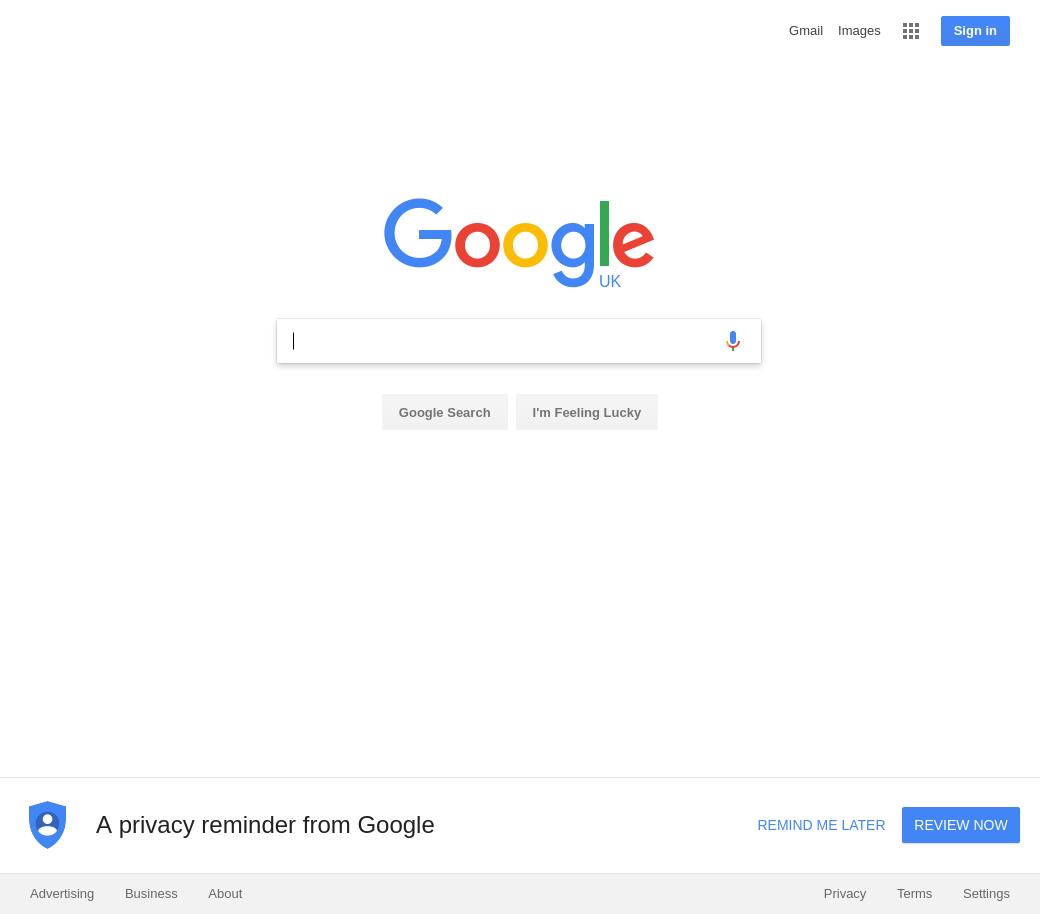 Gmail Images Sign in
Google
UK
Google Search I'm Feeling Lucky
A privacy reminder from Google REMIND ME LATER REVIEW NOW
Advertising Business About Privacy Terms Settings